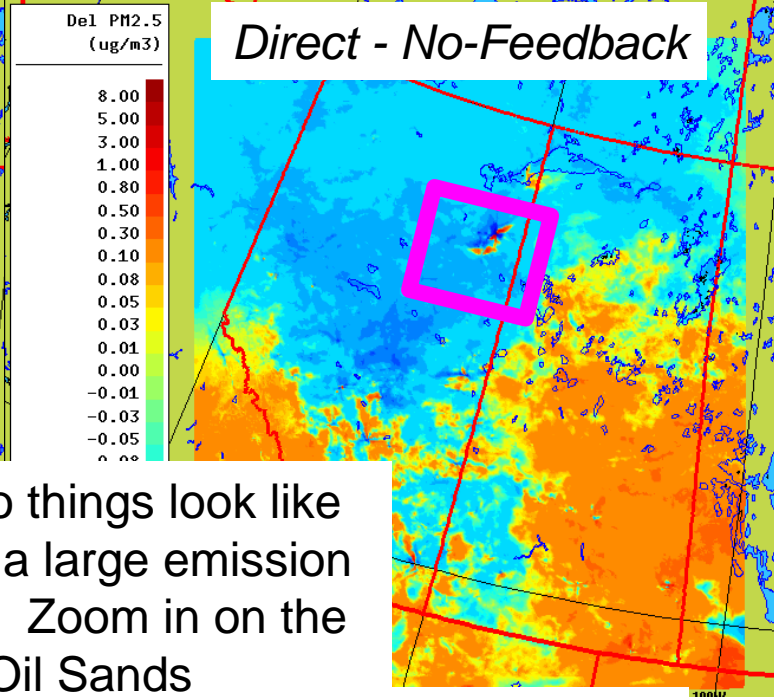 Del PM2.5
(ug/m3)
Direct - No-Feedback
8.00
5.00
3.00
1.00
0.80
0.50
0.30
0.10
0.08
0.05
0.03
0.01
0.00
-0.01
-0.03
-0.05
things look like
a large emission
Zoom in on the
Oil Sands